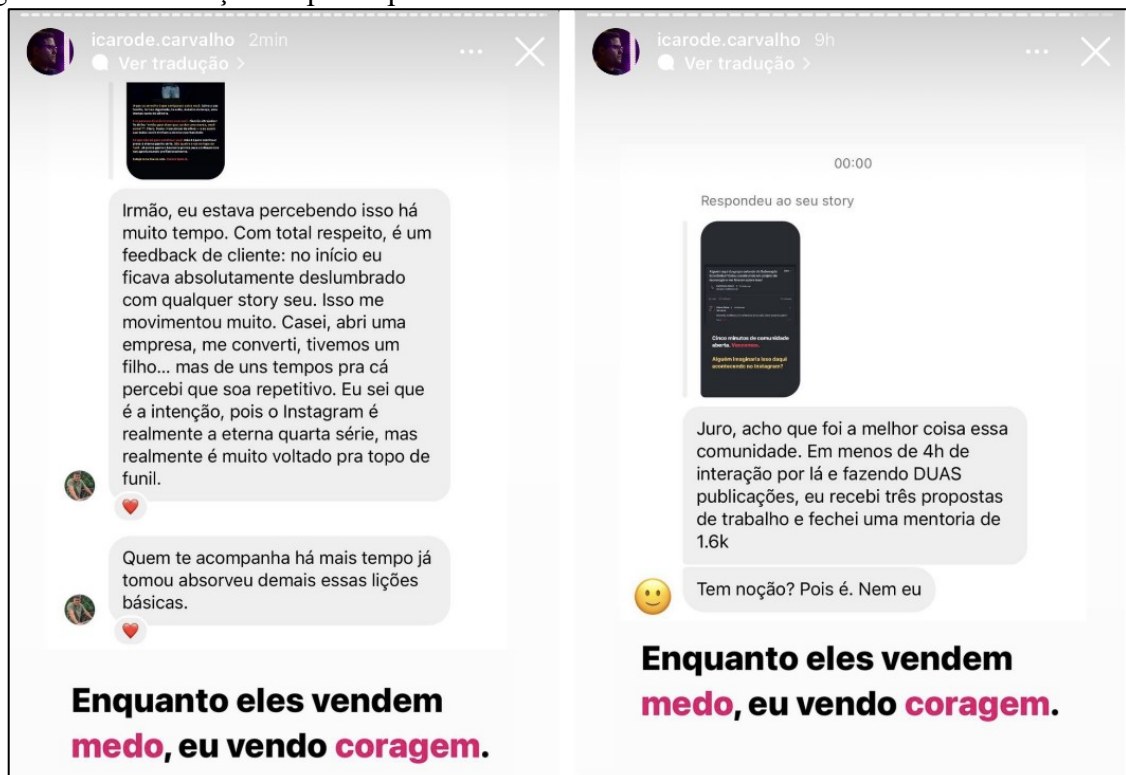 icarode.carvalho 2min
Ver tradução >
Irmão, eu estava percebendo isso há
muito tempo. Com total respeito, é um
feedback de cliente: no início eu
ficava absolutamente deslumbrado
com qualquer story seu. Isso me
movimentou muito. Casei, abri uma
empresa, me converti, tivemos um
filho... mas de uns tempos pra cá
percebi que soa repetitivo. Eu sei que
é a intenção, pois o Instagram é
realmente a eterna quarta série, mas
realmente é muito voltado pra topo de
funil.
Quem te acompanha há mais tempo já
tomou absorveu demais essas lições
básicas.
Enquanto eles vendem
medo, eu vendo coragem.
icarode.carvalho 9h
Ver tradução >
00:00
Respondeu ao seu story
Cinco minutos de comunidade
aberta.
Alguém imaginaria isso daqui
acontecendo no Instagram?
Juro, acho que foi a melhor coisa essa
comunidade. Em menos de 4h de
interação por lá e fazendo DUAS
publicações, eu recebi três propostas
de trabalho e fechei uma mentoria de
1.6k
Tem noção? Pois é. Nem eu
Enquanto eles vendem
medo, eu vendo coragem.